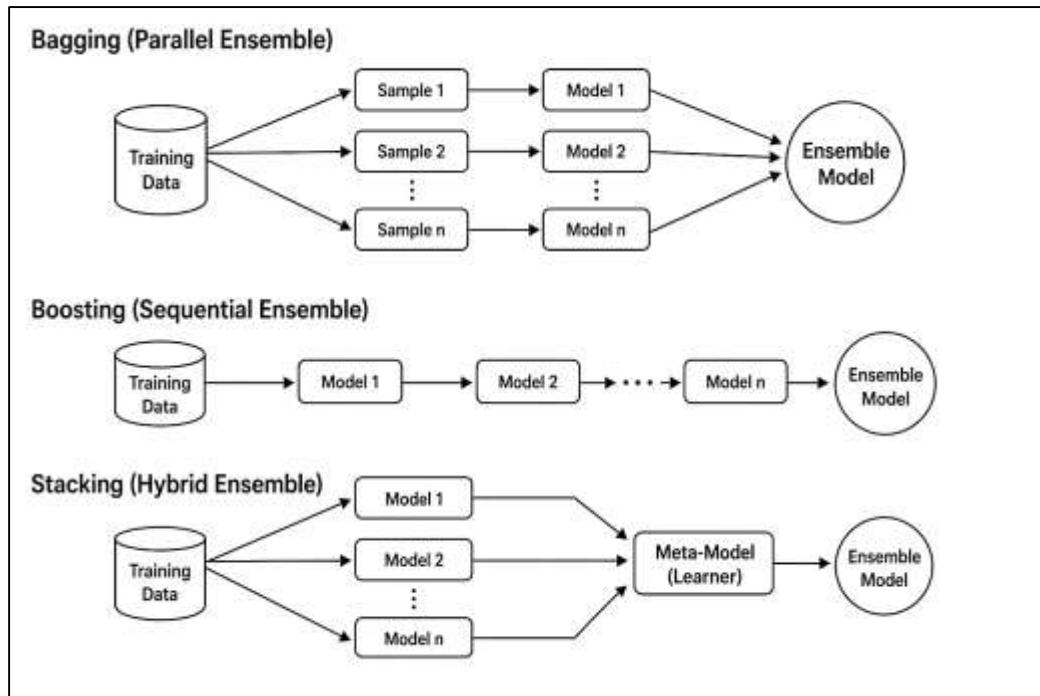 Bagging (Parallel Ensemble)
Training
Data
Sample 1
Model 1
Sample 2
Model 2
Sample n
Model n
Ensemble
Model
Boosting (Sequential Ensemble)
Training
Data
Model 1
Model 2
Model n
Ensemble
Model
Stacking (Hybrid Ensemble)
Training
Data
Model 1
Model 2
Model n
Meta-Model
(Learner)
Ensemble
Model